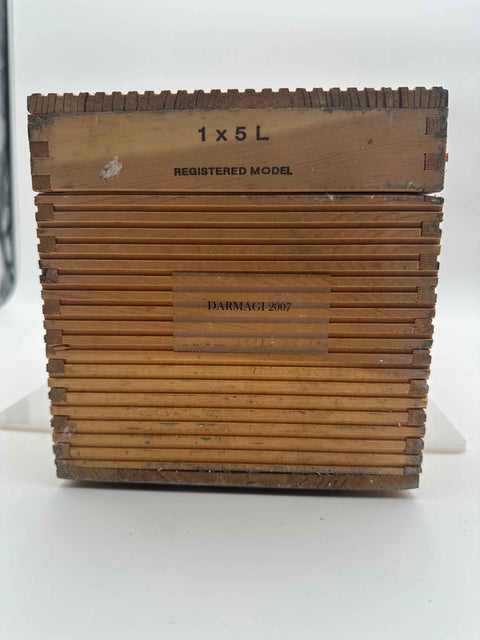 1 x 5 L
REGISTERED MODEL
DARMAGI 2007